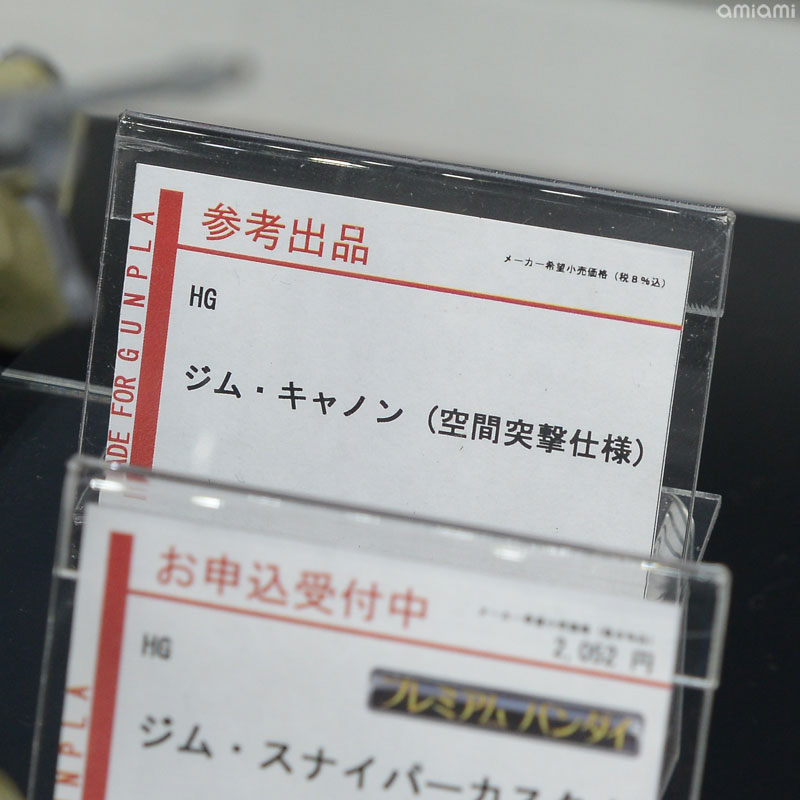 amiami
参考出品
メーカー希望小売価格（税8%込）
HG
ジム・キャノン（空間突撃仕様）
ADE FOR GUNPLA
お申込受付中
2,052 円
HG
プレミアム バンダイ
ジム・スナイパーカスタ
NPLA